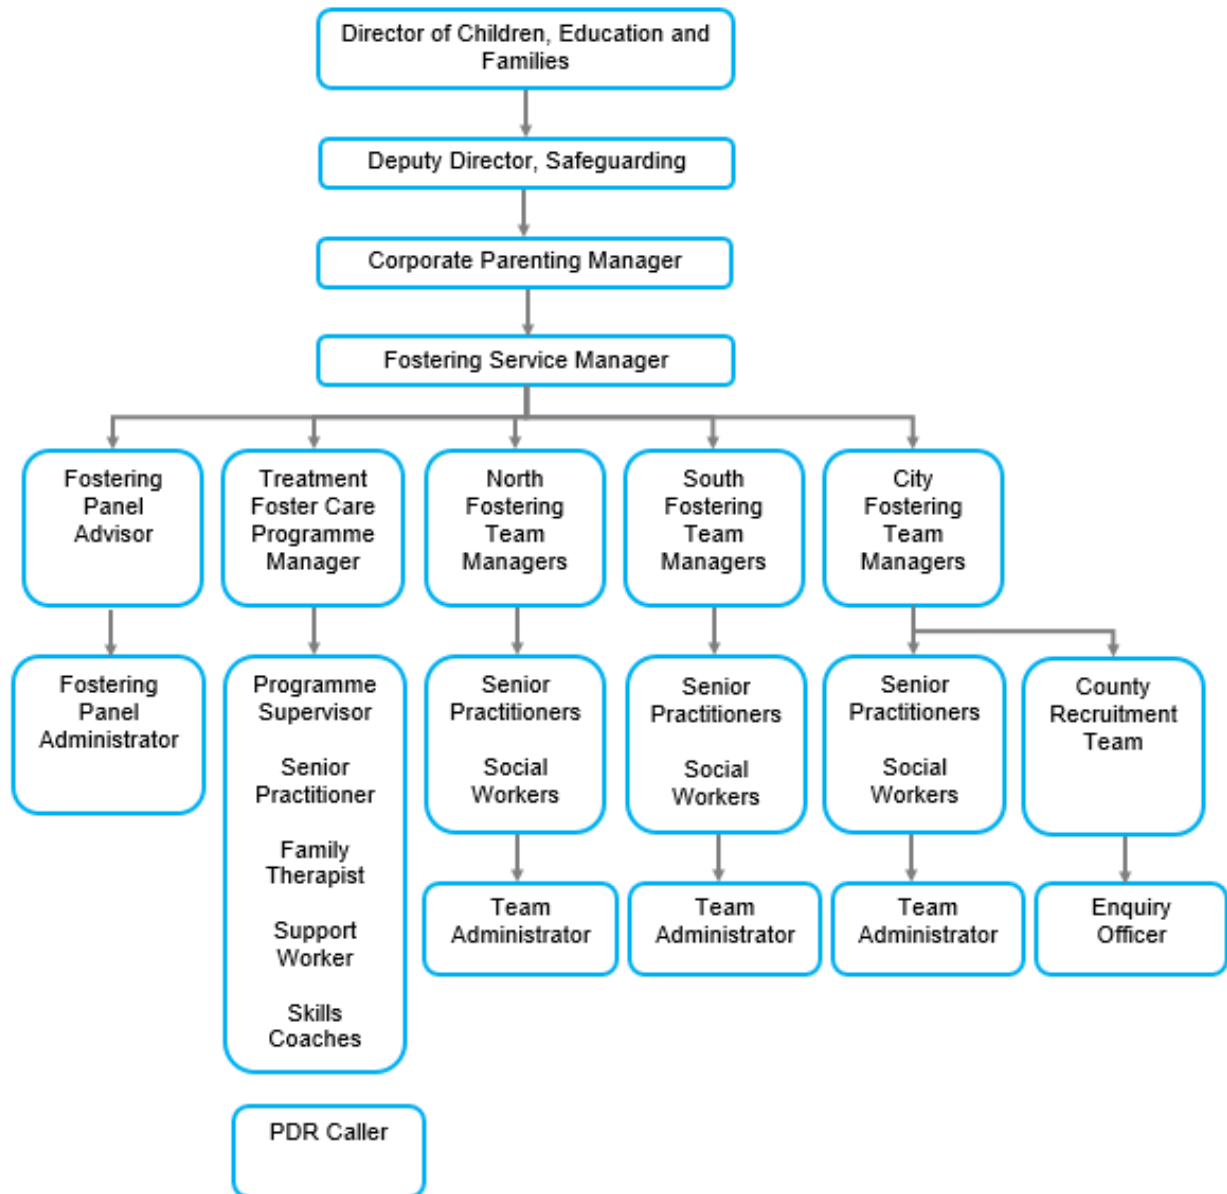 Director of Children, Education and
Families
Deputy Director, Safeguarding
Corporate Parenting Manager
Fostering Service Manager
Fostering
Panel
Advisor
Treatment
Foster Care
Programme
Manager
North
Fostering
Team
Managers
South
Fostering
Team
Managers
City
Fostering
Team
Managers
Fostering
Panel
Administrator
Programme
Supervisor
Senior
Practitioner
Family
Therapist
Support
Worker
Skills
Coaches
Senior
Practitioners
Social
Workers
Senior
Practitioners
Social
Workers
Senior
Practitioners
Social
Workers
County
Recruitment
Team
Team
Administrator
Team
Administrator
Team
Administrator
Enquiry
Officer
PDR Caller